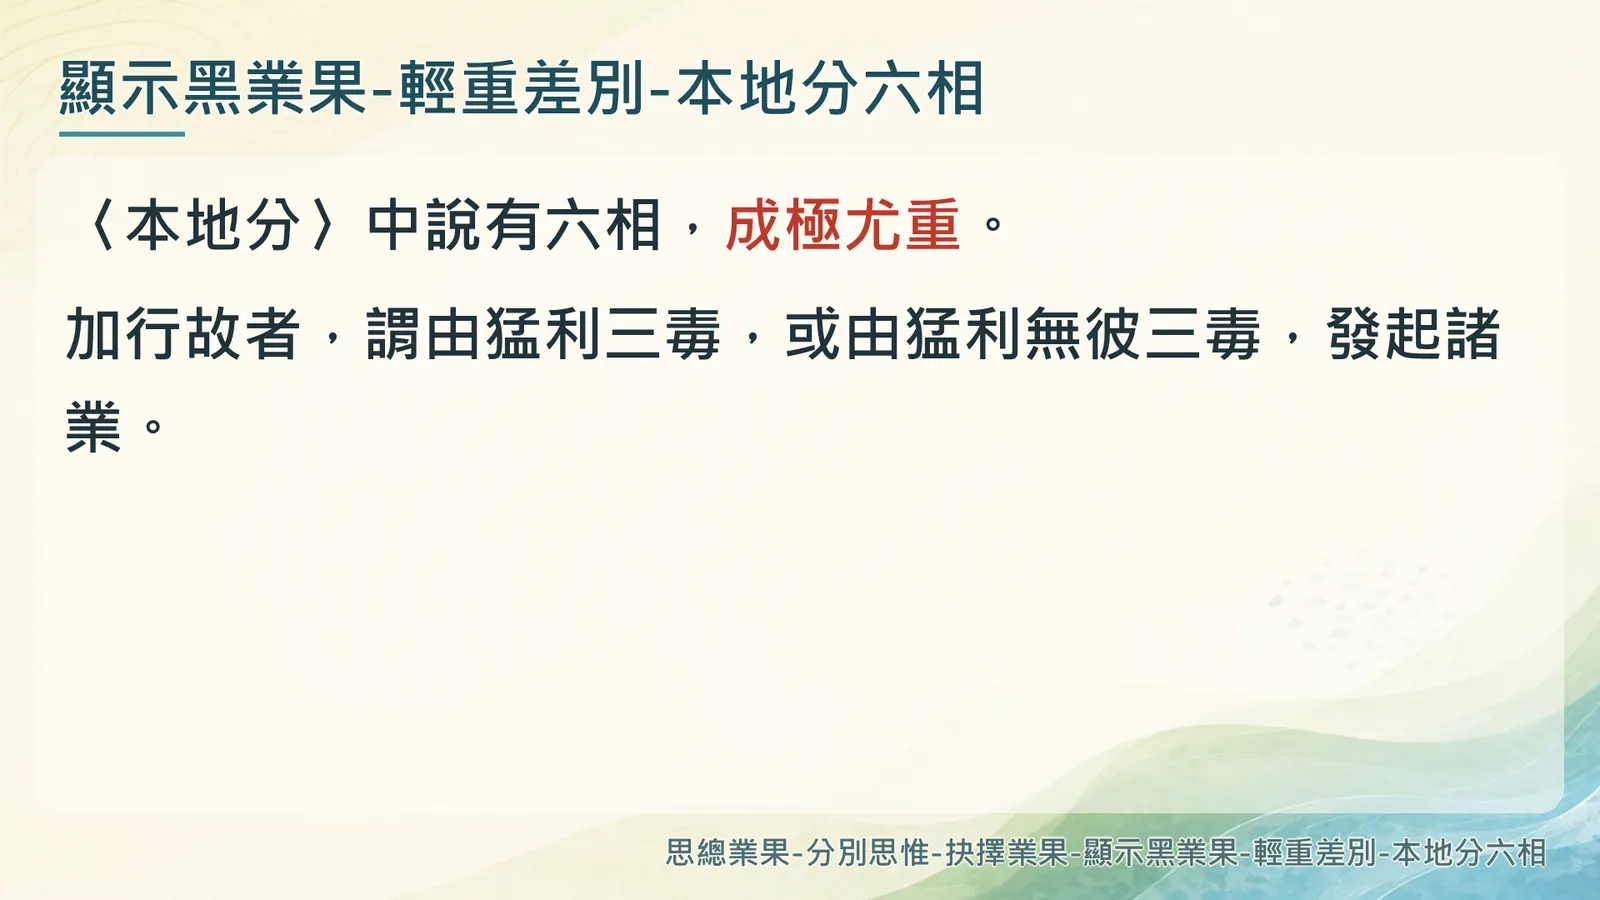 顯示黑業果-輕重差別-本地分六相
〈本地分〉中說有六相，成極尤重。
加行故者，謂由猛利三毒，或由猛利無彼三毒，發起諸
業。
思總業果-分別思惟-抉擇業果-顯示黑業果-輕重差別-本地分六相